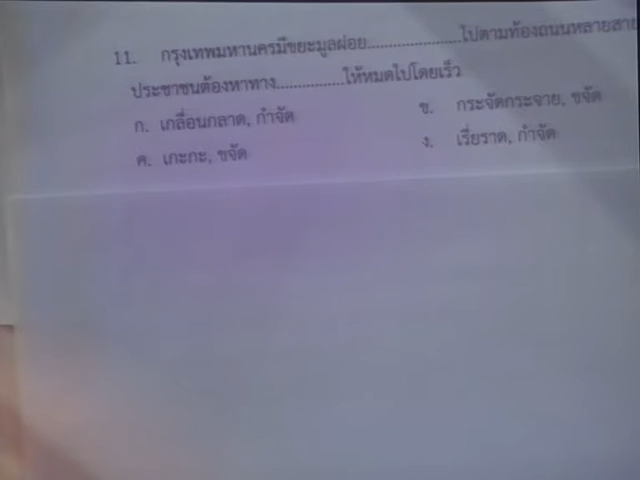 11. กรุงเทพมหานครมีขยะมูลฝอย......................ไปตามท้องถนนหลายสาย
ประชาชนต้องหาทาง................ให้หมดไปโดยเร็ว
ก. เกลื่อนกลาด, กำจัด ข. กระจัดกระจาย, ขจัด
ค. เกะกะ, ขจัด ง. เรี่ยราด, กำจัด